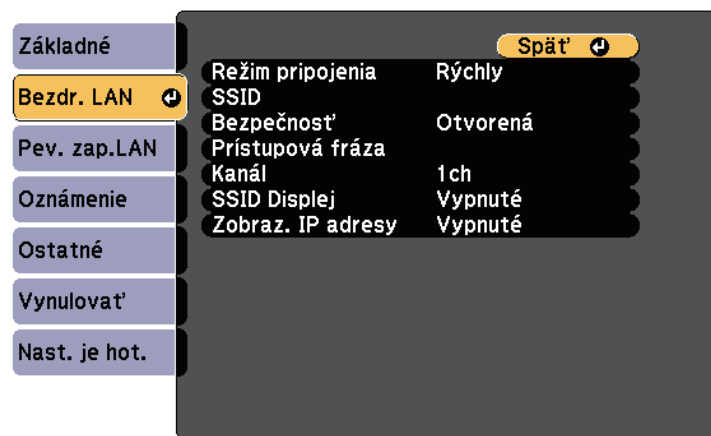 Základné
Bezdr. LAN
Pev. zap.LAN
Oznámenie
Ostatné
Vynulovať
Nast. je hot.
Späť
Režim pripojenia Rýchly
SSID
Bezpečnosť Otvorená
Prístupová fráza
Kanál 1ch
SSID Displej Vypnuté
Zobraz. IP adresy Vypnuté